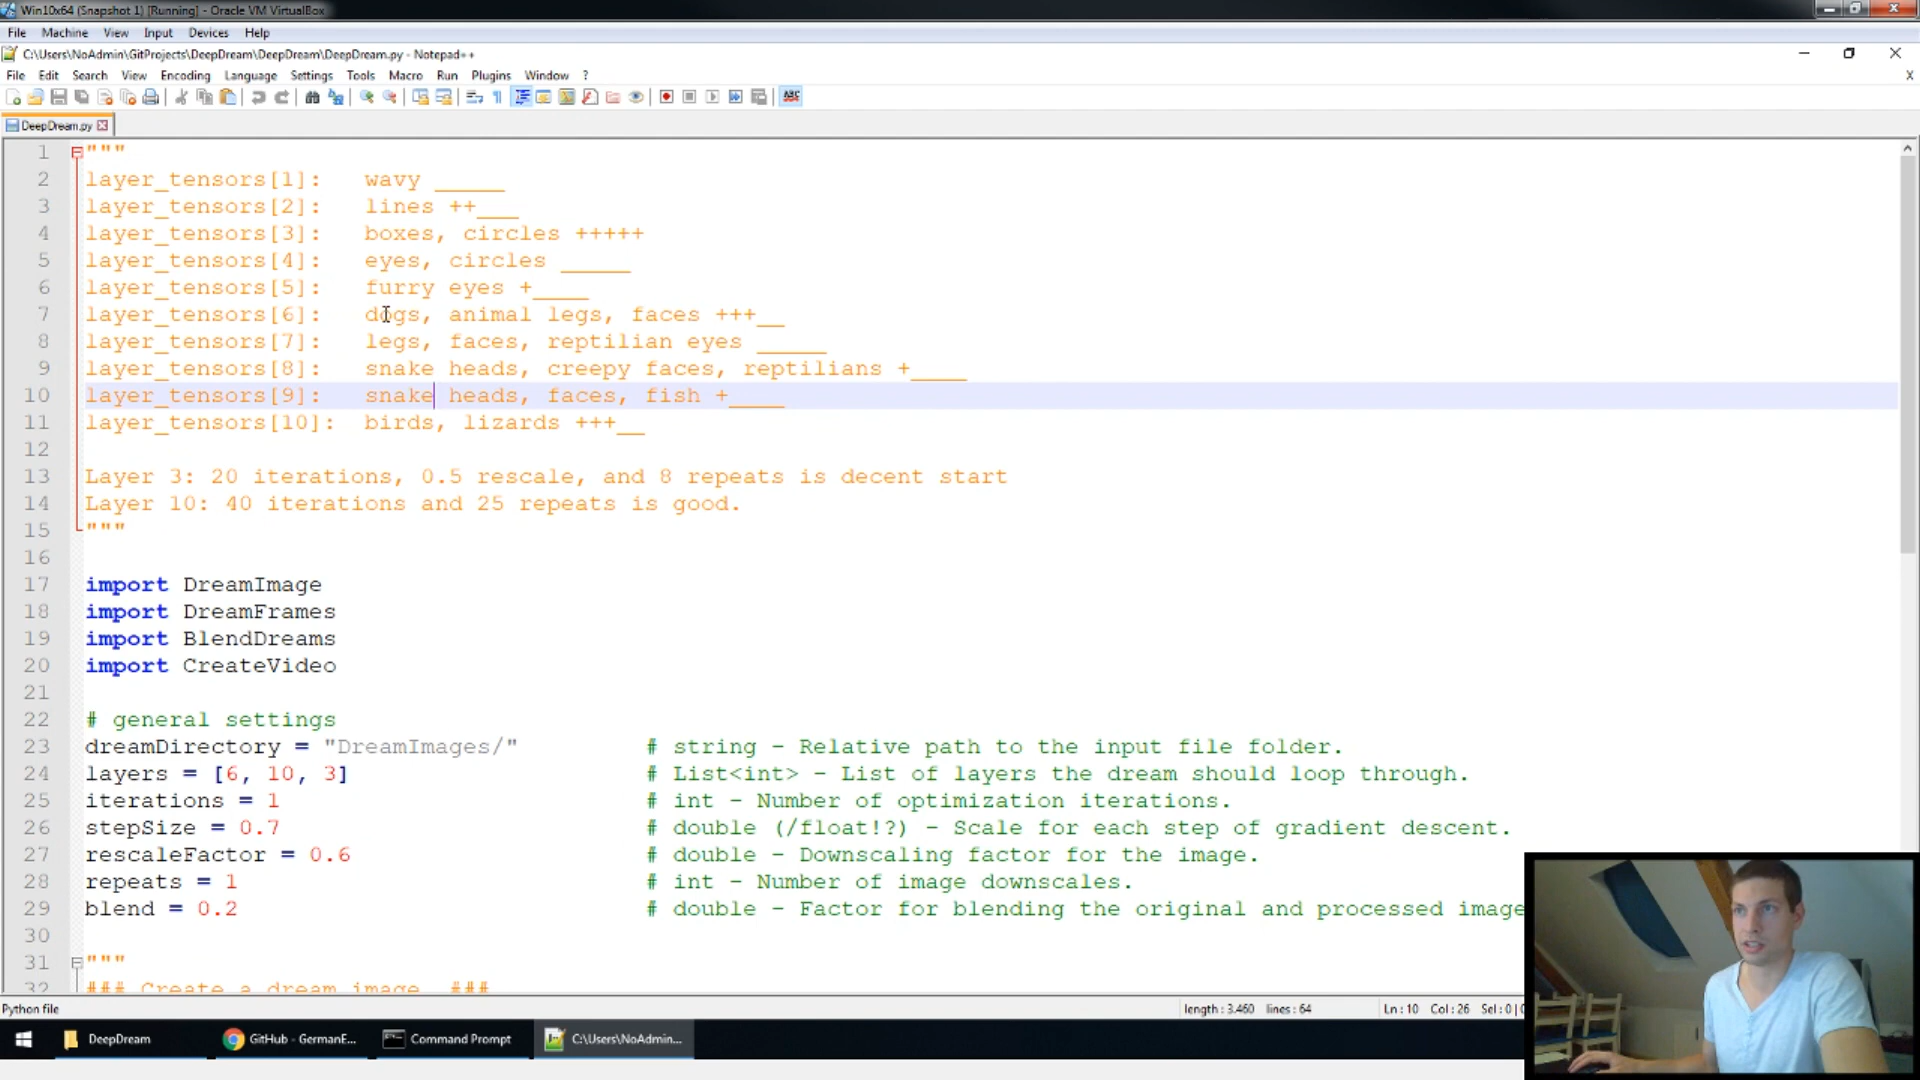 Win10x64 (Snapshot 1) [Running] - Oracle VM VirtualBox
File Machine View Input Devices Help
C:\Users\NoAdmin\GitProjects\DeepDream\DeepDream\DeepDream.py - Notepad++
File Edit Search View Encoding Language Settings Tools Macro Run Plugins Window ? X
ABC
DeepDream.py
1 """
2 layer_tensors[1]: wavy _____
3 layer_tensors[2]: lines ++___
4 layer_tensors[3]: boxes, circles +++++
5 layer_tensors[4]: eyes, circles _____
6 layer_tensors[5]: furry eyes +____
7 layer_tensors[6]: dogs, animal legs, faces +++__
8 layer_tensors[7]: legs, faces, reptilian eyes _____
9 layer_tensors[8]: snake heads, creepy faces, reptilians +____
10 layer_tensors[9]: snake heads, faces, fish +____
11 layer_tensors[10]: birds, lizards +++__
12
13 Layer 3: 20 iterations, 0.5 rescale, and 8 repeats is decent start
14 Layer 10: 40 iterations and 25 repeats is good.
15 """
16
17 import DreamImage
18 import DreamFrames
19 import BlendDreams
20 import CreateVideo
21
22 # general settings
23 dreamDirectory = "DreamImages/" # string - Relative path to the input file folder.
24 layers = [6, 10, 3] # List<int> - List of layers the dream should loop through.
25 iterations = 1 # int - Number of optimization iterations.
26 stepSize = 0.7 # double (/float!?) - Scale for each step of gradient descent.
27 rescaleFactor = 0.6 # double - Downscaling factor for the image.
28 repeats = 1 # int - Number of image downscales.
29 blend = 0.2 # double - Factor for blending the original and processed image
30
31 """
32 ### Create a dream image ###
Python file length : 3.460 lines : 64 Ln : 10 Col : 26 Sel : 0 | 0
DeepDream GitHub - GermanE... Command Prompt C:\Users\NoAdmin...